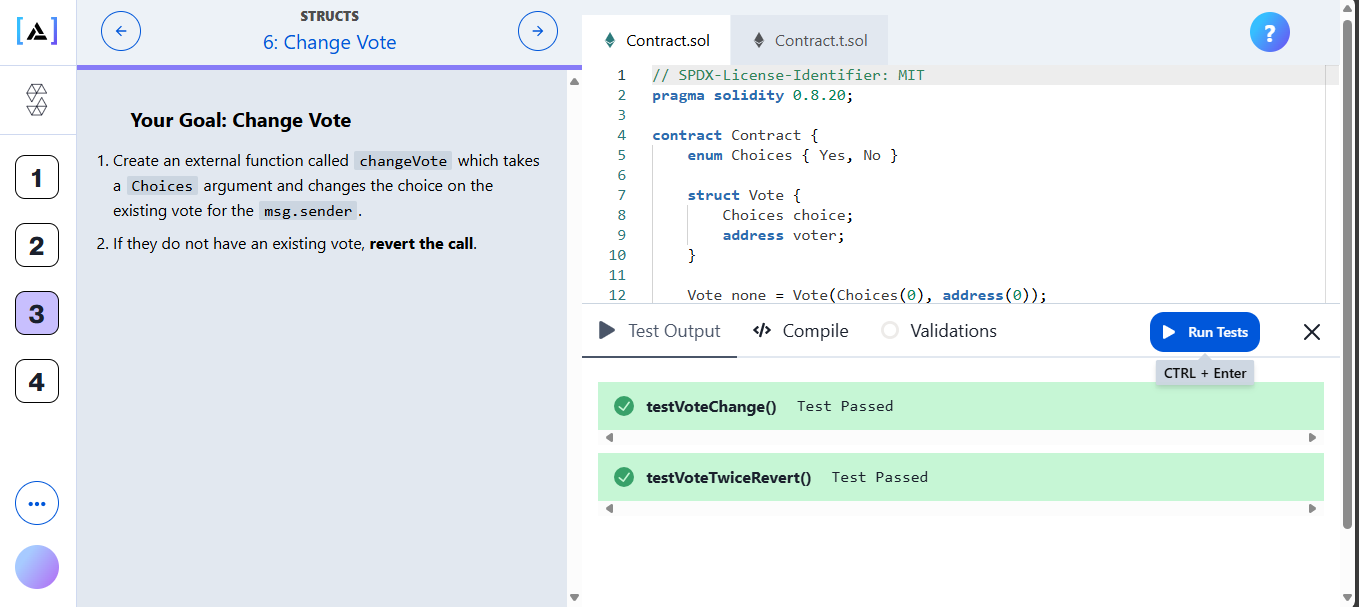 STRUCTS
6: Change Vote
1
2
3
4
Your Goal: Change Vote
1. Create an external function called changeVote which takes
a Choices argument and changes the choice on the
existing vote for the msg.sender.
2. If they do not have an existing vote, revert the call.
Contract.sol
Contract.t.sol
?
1 // SPDX-License-Identifier: MIT
2 pragma solidity 0.8.20;
3
4 contract Contract {
5 enum Choices { Yes, No }
6
7 struct Vote {
8 Choices choice;
9 address voter;
10 }
11
12 Vote none = Vote(Choices(0), address(0));
Test Output
Compile
Validations
Run Tests
CTRL + Enter
testVoteChange() Test Passed
testVoteTwiceRevert() Test Passed